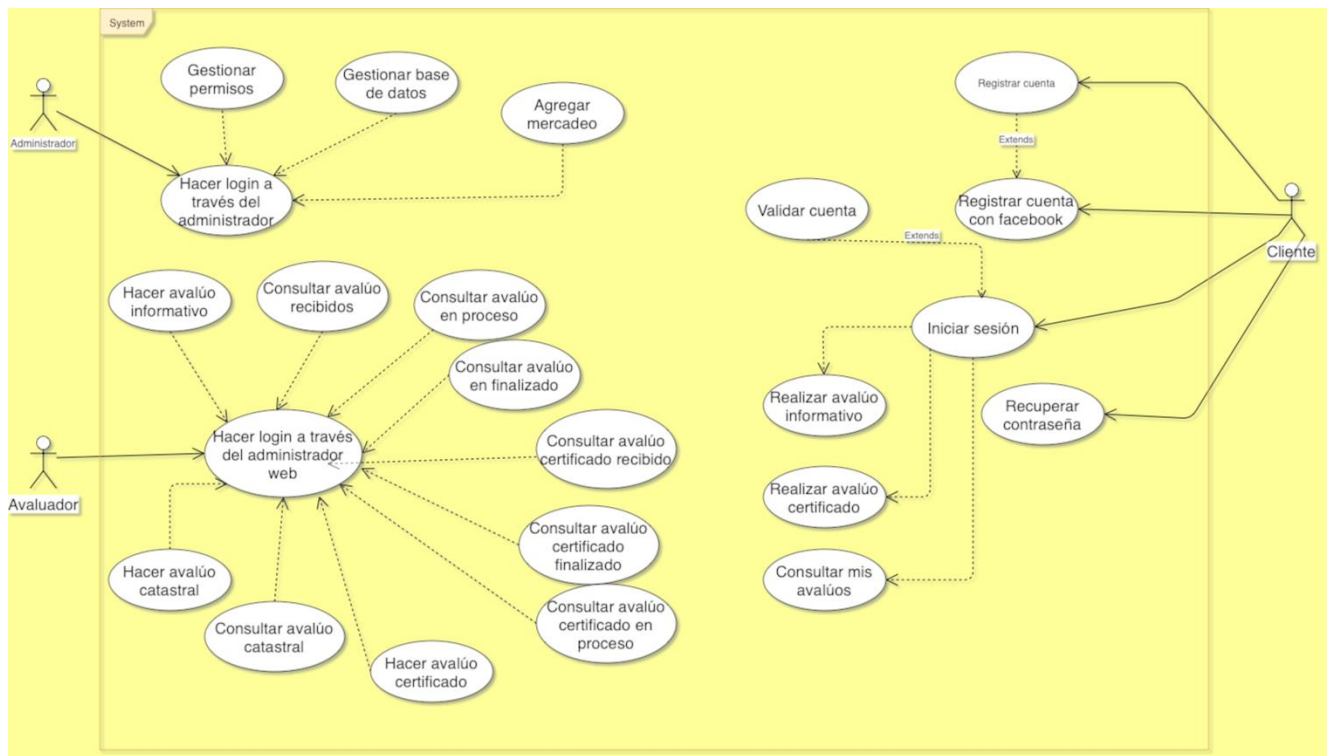 System
Gestionar
permisos
Gestionar base
de datos
Agregar
mercadeo
Administrador
Hacer login a
través del
administrador
Registrar cuenta
Extends
Registrar cuenta
con facebook
Cliente
Validar cuenta
Extends
Iniciar sesión
Realizar avalúo
informativo
Recuperar
contraseña
Realizar avalúo
certificado
Consultar mis
avalúos
Hacer avalúo
informativo
Consultar avalúo
recibidos
Consultar avalúo
en proceso
Consultar avalúo
en finalizado
Hacer login a través
del administrador
web
Avaluador
Consultar avalúo
certificado recibido
Consultar avalúo
certificado
finalizado
Consultar avalúo
certificado en
proceso
Hacer avalúo
catastral
Consultar avalúo
catastral
Hacer avalúo
certificado